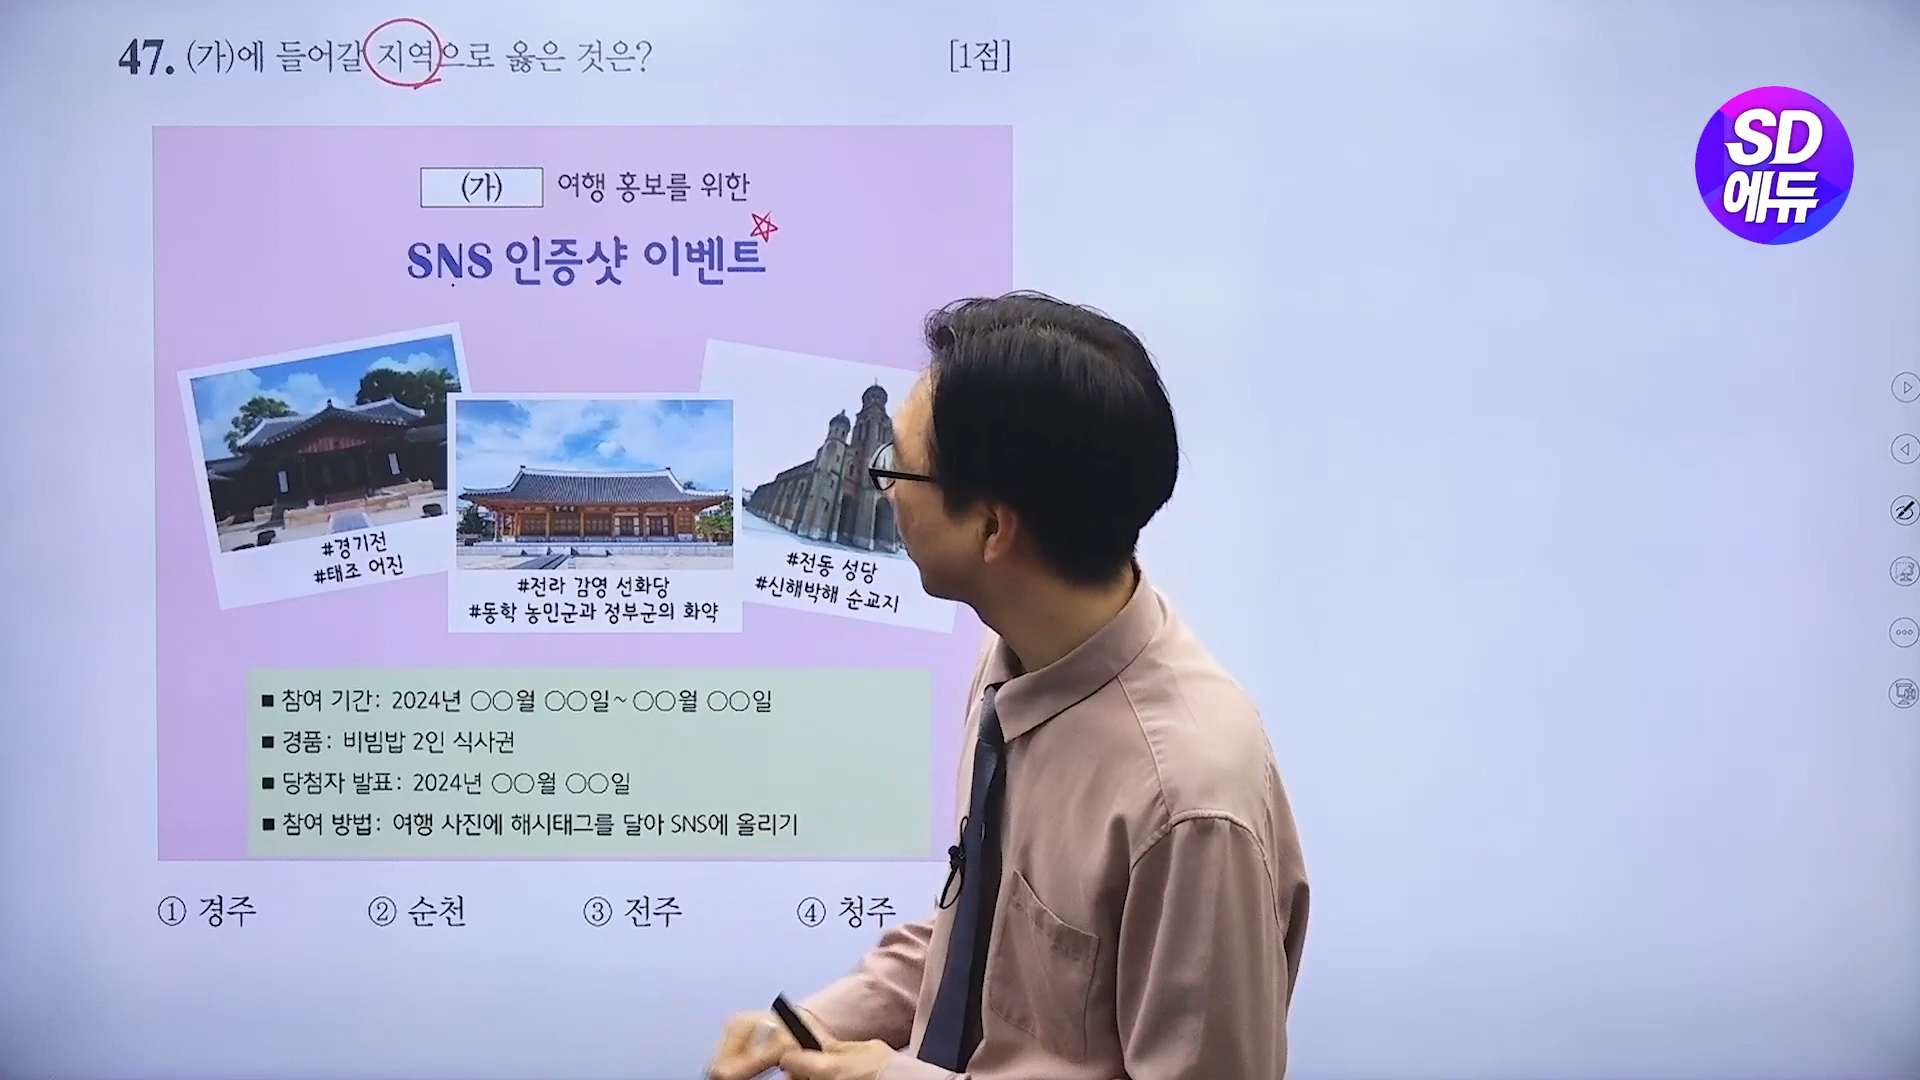 47. (가)에 들어갈 지역으로 옳은 것은? [1점]
SD
에듀
(가) 여행 홍보를 위한
SNS 인증샷 이벤트
#경기전
#태조 어진
#전라 감영 선화당
#동학 농민군과 정부군의 화약
#전동 성당
#신해박해 순교지
■ 참여 기간: 2024년 ○○월 ○○일~○○월 ○○일
■ 경품: 비빔밥 2인 식사권
■ 당첨자 발표: 2024년 ○○월 ○○일
■ 참여 방법: 여행 사진에 해시태그를 달아 SNS에 올리기
① 경주 ② 순천 ③ 전주 ④ 청주